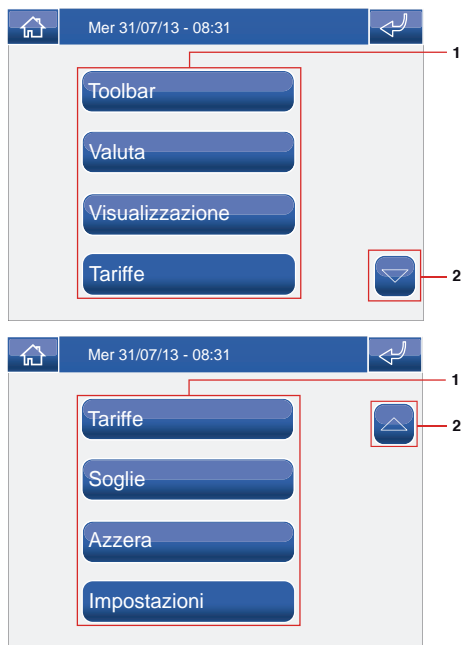 Mer 31/07/13 - 08:31
1
Toolbar
Valuta
Visualizzazione
Tariffe
2
Mer 31/07/13 - 08:31
1
Tariffe
2
Soglie
Azzera
Impostazioni